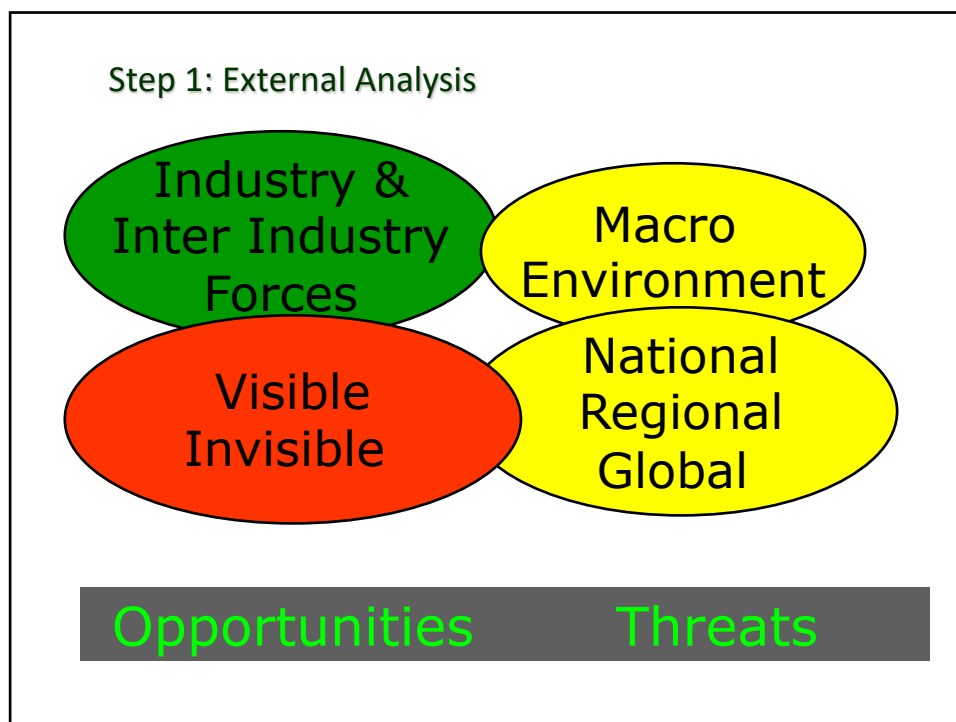 Step 1: External Analysis
Industry &
Inter Industry
Forces
Macro
Environment
Visible
Invisible
National
Regional
Global
Opportunities Threats